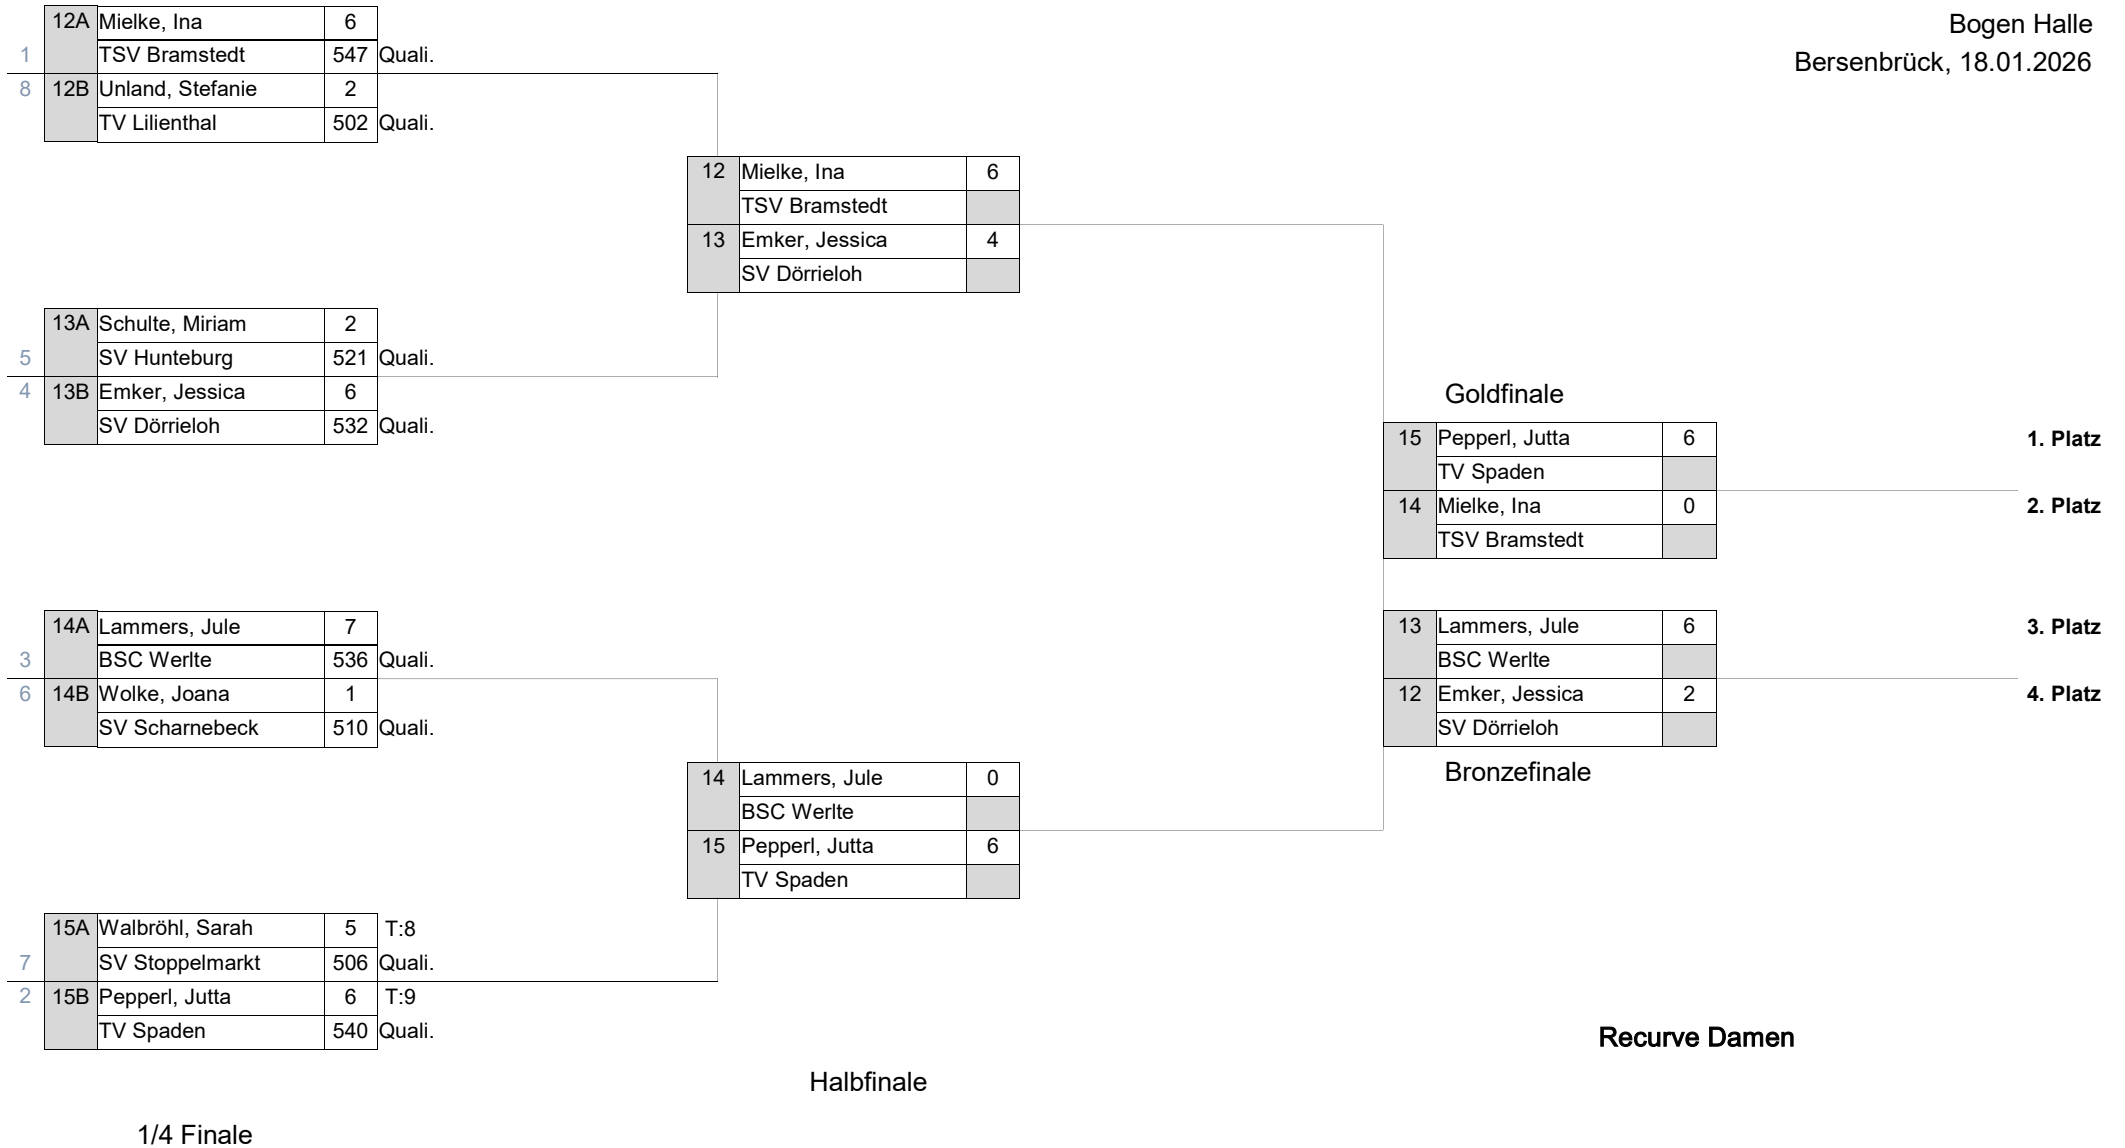 Bogen Halle
Bersenbrück, 18.01.2026
12A Mielke, Ina 6
1 TSV Bramstedt 547 Quali.
8 12B Unland, Stefanie 2
TV Lilienthal 502 Quali.
13A Schulte, Miriam 2
5 SV Hunteburg 521 Quali.
4 13B Emker, Jessica 6
SV Dörrieloh 532 Quali.
14A Lammers, Jule 7
3 BSC Werlte 536 Quali.
6 14B Wolke, Joana 1
SV Scharnebeck 510 Quali.
15A Walbröhl, Sarah 5 T:8
7 SV Stoppelmarkt 506 Quali.
2 15B Pepperl, Jutta 6 T:9
TV Spaden 540 Quali.
1/4 Finale
12 Mielke, Ina 6
TSV Bramstedt
13 Emker, Jessica 4
SV Dörrieloh
14 Lammers, Jule 0
BSC Werlte
15 Pepperl, Jutta 6
TV Spaden
Halbfinale
Goldfinale
15 Pepperl, Jutta 6 1. Platz
TV Spaden
14 Mielke, Ina 0 2. Platz
TSV Bramstedt
13 Lammers, Jule 6 3. Platz
BSC Werlte
12 Emker, Jessica 2 4. Platz
SV Dörrieloh
Bronzefinale
Recurve Damen